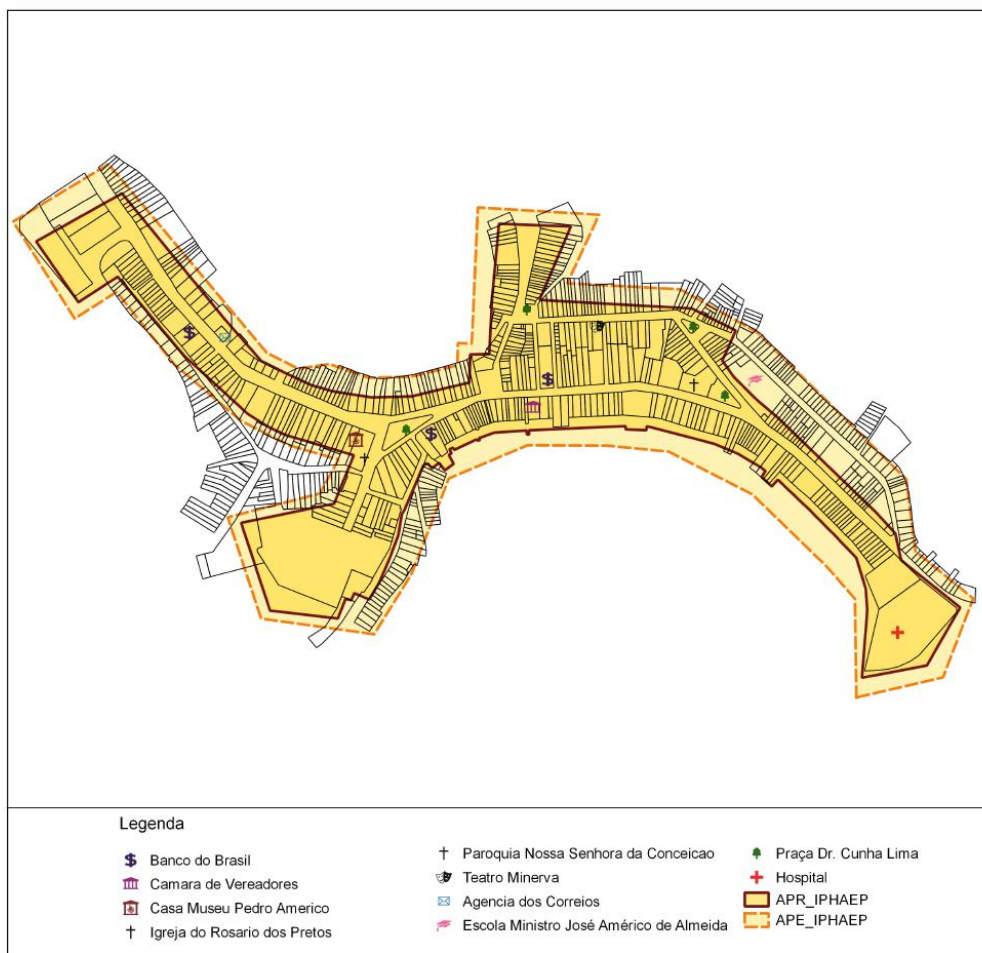 Legenda
Banco do Brasil
Camara de Vereadores
Casa Museu Pedro Americo
Igreja do Rosario dos Pretos
Paroquia Nossa Senhora da Conceicao
Teatro Minerva
Agencia dos Correios
Escola Ministro José Américo de Almeida
Praça Dr. Cunha Lima
Hospital
APR_IPHAEP
APE_IPHAEP